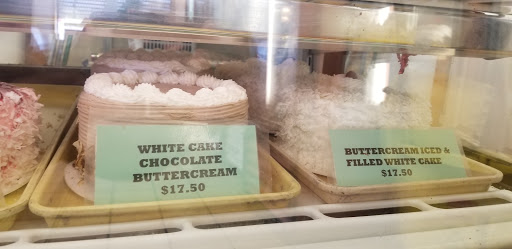 WHITE CAKE
CHOCOLATE
BUTTERCREAM
$17.50
BUTTERCREAM ICED &
FILLED WHITE CAKE
$17.50